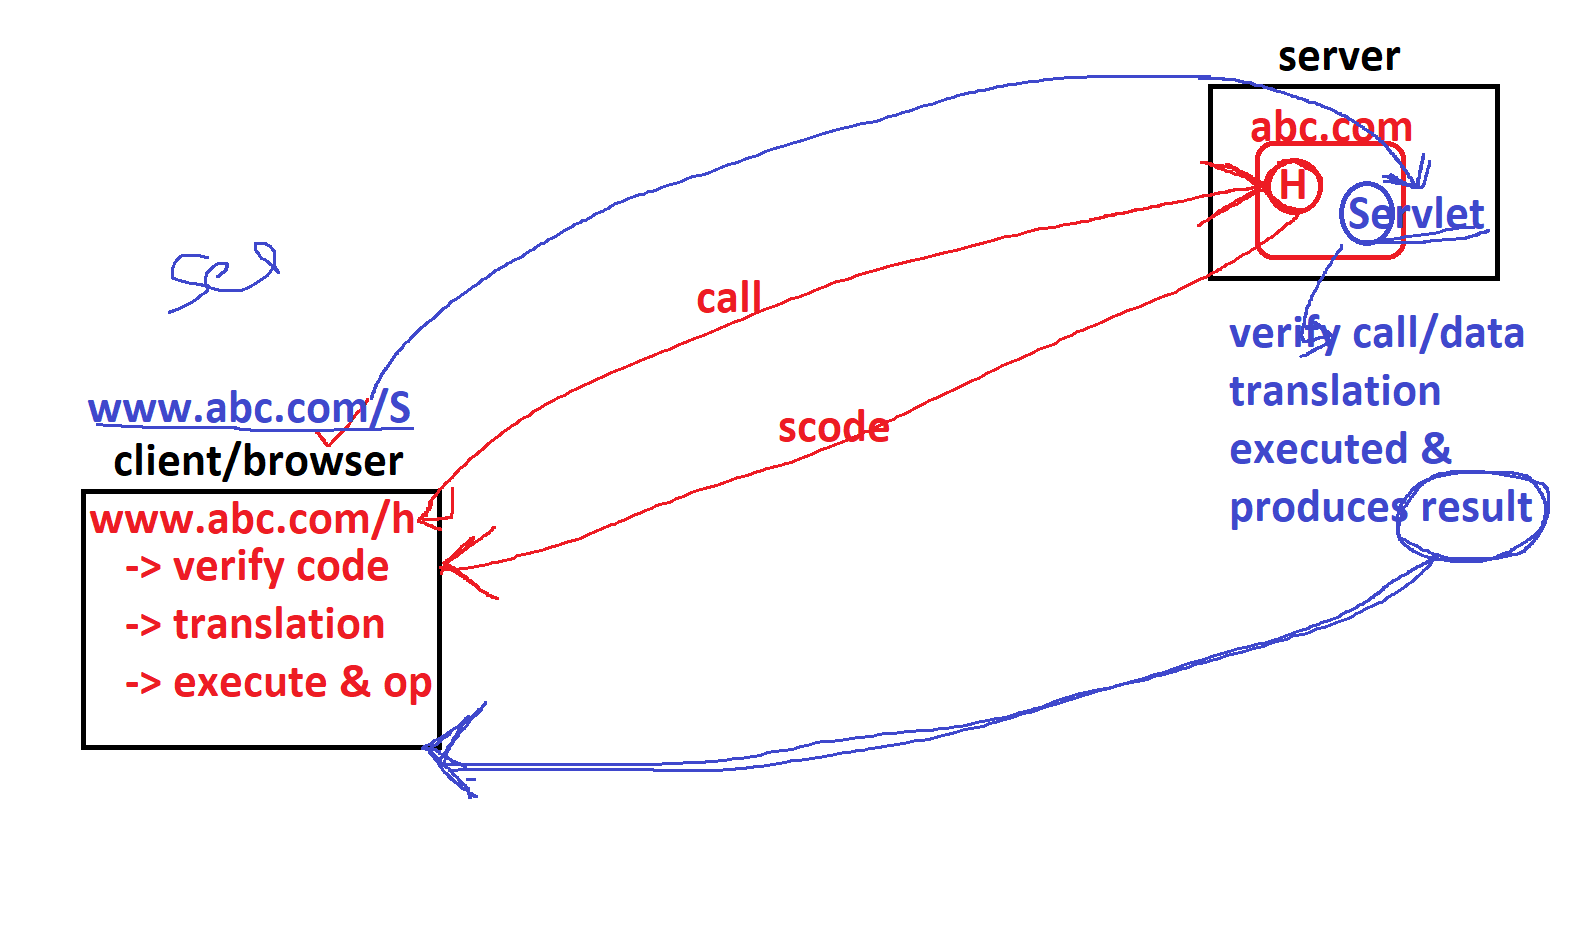 server
abc.com
H
Servlet
call
verify call/data
translation
executed &
produces result
scode
www.abc.com/S
client/browser
www.abc.com/h
-> verify code
-> translation
-> execute & op